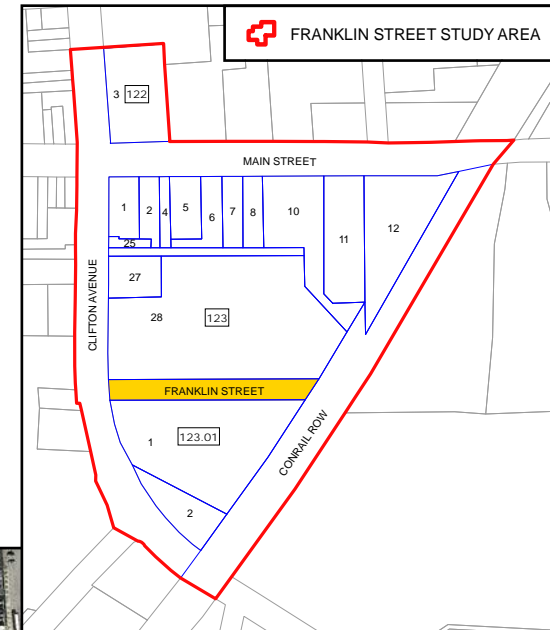 FRANKLIN STREET STUDY AREA
3 122
MAIN STREET
1 2 4 5 6 7 8 10 11 12
25
27
CLIFTON AVENUE
28 123
FRANKLIN STREET
1 123.01
CONRAIL ROW
2